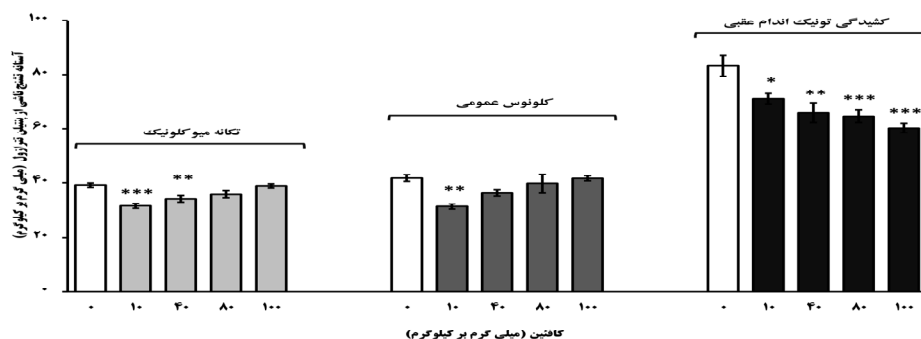 آستانه تشنج ناشی از پنتیلن تترازول (میلی گرم بر کیلوگرم)
۱۰۰
۸۰
۶۰
۴۰
۲۰
۰
تکانه میوکلونیک
*** **
کلونوس عمومی
**
کشیدگی تونیک اندام عقبی
* ** *** ***
۰ ۱۰ ۴۰ ۸۰ ۱۰۰
۰ ۱۰ ۴۰ ۸۰ ۱۰۰
۰ ۱۰ ۴۰ ۸۰ ۱۰۰
کافئین (میلی گرم بر کیلوگرم)